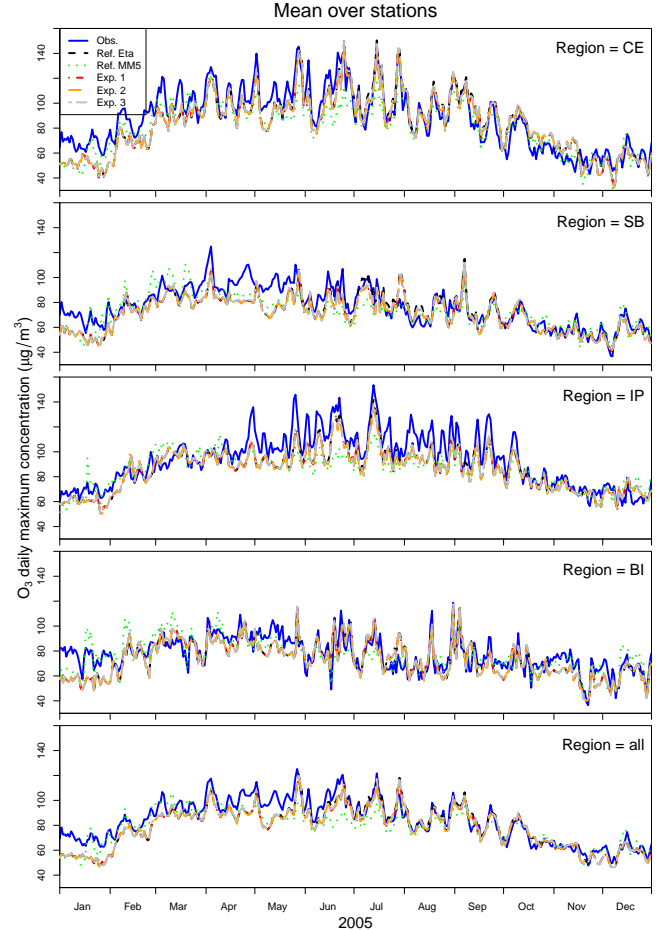 Mean over stations
Obs.
Ref. Eta
Ref. MM5
Exp. 1
Exp. 2
Exp. 3
Region = CE
40 60 80 100 140
Region = SB
40 60 80 100 140
Region = IP
40 60 80 100 140
Region = BI
40 60 80 100 140
Region = all
40 60 80 100 140
O₃ daily maximum concentration (µg/m³)
Jan Feb Mar Apr May Jun Jul Aug Sep Oct Nov Dec
2005